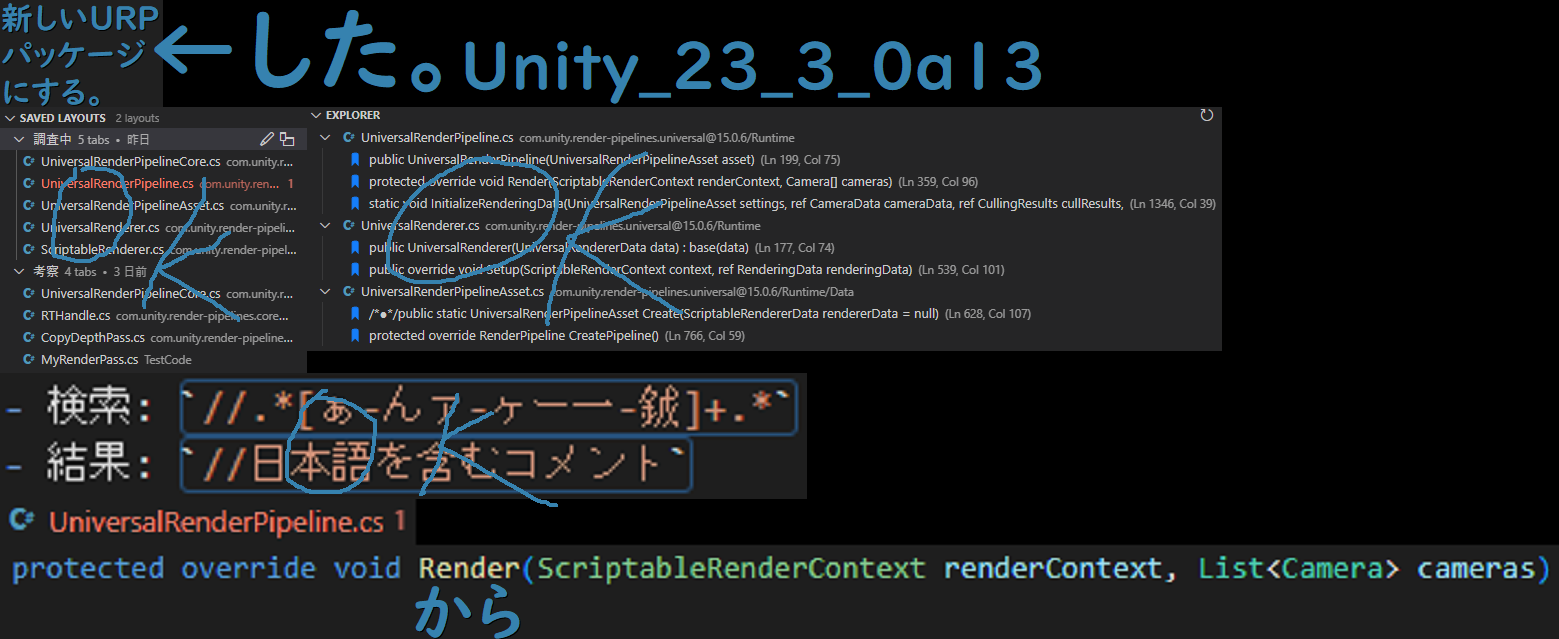 新しいURP
パッケージ
にする。
←した。Unity_23_3_0a13
SAVED LAYOUTS 2 layouts
調査中 5 tabs • 昨日
UniversalRenderPipelineCore.cs com.unity.r...
UniversalRenderPipeline.cs com.unity.ren... 1
UniversalRenderPipelineAsset.cs com.unity.r...
UniversalRenderer.cs com.unity.render-pipeli...
ScriptableRenderer.cs com.unity.render-pipel...
考察 4 tabs • 3 日前
UniversalRenderPipelineCore.cs com.unity.r...
RTHandle.cs com.unity.render-pipelines.core...
CopyDepthPass.cs com.unity.render-pipeline...
MyRenderPass.cs TestCode
OK
EXPLORER
UniversalRenderPipeline.cs com.unity.render-pipelines.universal@15.0.6/Runtime
public UniversalRenderPipeline(UniversalRenderPipelineAsset asset) (Ln 199, Col 75)
protected override void Render(ScriptableRenderContext renderContext, Camera[] cameras) (Ln 359, Col 96)
static void InitializeRenderingData(UniversalRenderPipelineAsset settings, ref CameraData cameraData, ref CullingResults cullResults, (Ln 1346, Col 39)
UniversalRenderer.cs com.unity.render-pipelines.universal@15.0.6/Runtime
public UniversalRenderer(UniversalRendererData data) : base(data) (Ln 177, Col 74)
public override void Setup(ScriptableRenderContext context, ref RenderingData renderingData) (Ln 539, Col 101)
UniversalRenderPipelineAsset.cs com.unity.render-pipelines.universal@15.0.6/Runtime/Data
/*●*/public static UniversalRenderPipelineAsset Create(ScriptableRendererData rendererData = null) (Ln 628, Col 107)
protected override RenderPipeline CreatePipeline() (Ln 766, Col 59)
OK
- 検索: `//.*[ぁ-んァ-ヶー一-鋮]+.*`
- 結果: `//日本語を含むコメント`
OK
C# UniversalRenderPipeline.cs 1
protected override void Render(ScriptableRenderContext renderContext, List<Camera> cameras)
から